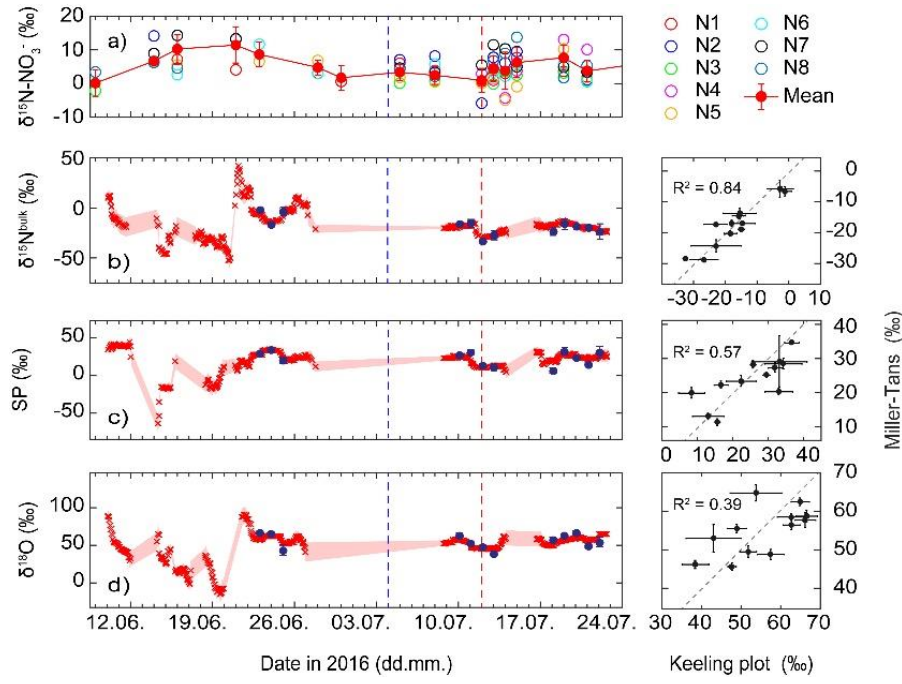 a)
δ¹⁵N-NO₃⁻ (‰)
20
10
0
-10
N1
N2
N3
N4
N5
N6
N7
N8
Mean
b)
δ¹⁵Nᵇᵘˡᵏ (‰)
50
0
-50
R² = 0.84
0
-10
-20
-30
-30 -20 -10 0 10
c)
SP (‰)
50
0
-50
R² = 0.57
40
30
20
10
0 10 20 30 40
Miller-Tans (‰)
d)
δ¹⁸O (‰)
100
50
0
R² = 0.39
70
60
50
40
30 40 50 60 70
12.06. 19.06. 26.06. 03.07. 10.07. 17.07. 24.07.
Date in 2016 (dd.mm.)
Keeling plot (‰)